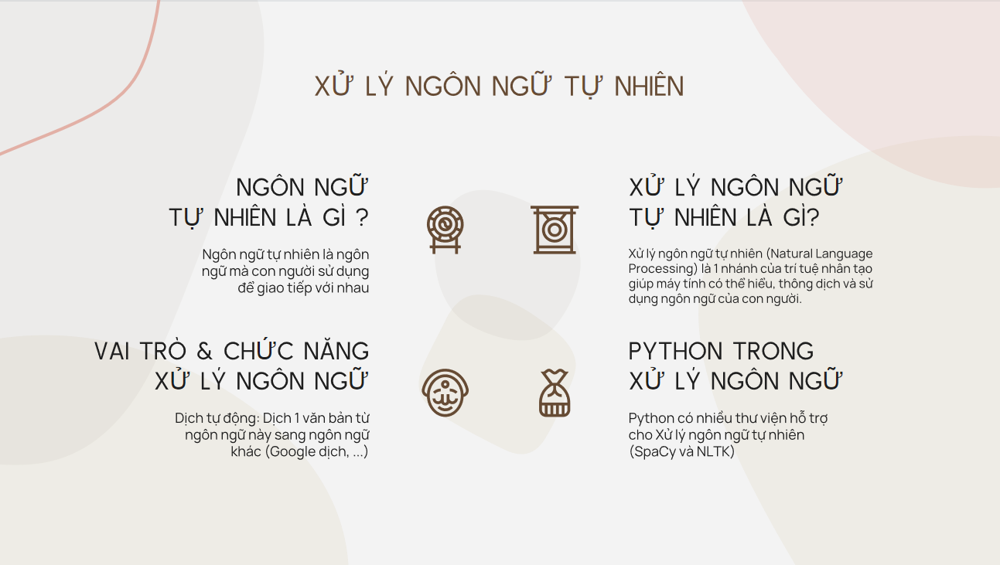 XỬ LÝ NGÔN NGỮ TỰ NHIÊN
NGÔN NGỮ
TỰ NHIÊN LÀ GÌ ?
Ngôn ngữ tự nhiên là ngôn
ngữ mà con người sử dụng
để giao tiếp với nhau
XỬ LÝ NGÔN NGỮ
TỰ NHIÊN LÀ GÌ?
Xử lý ngôn ngữ tự nhiên (Natural Language
Processing) là 1 nhánh của trí tuệ nhân tạo
giúp máy tính có thể hiểu, thông dịch và sử
dụng ngôn ngữ của con người.
VAI TRÒ & CHỨC NĂNG
XỬ LÝ NGÔN NGỮ
Dịch tự động: Dịch 1 văn bản từ
ngôn ngữ này sang ngôn ngữ
khác (Google dịch, ...)
PYTHON TRONG
XỬ LÝ NGÔN NGỮ
Python có nhiều thư viện hỗ trợ
cho Xử lý ngôn ngữ tự nhiên
(SpaCy và NLTK)